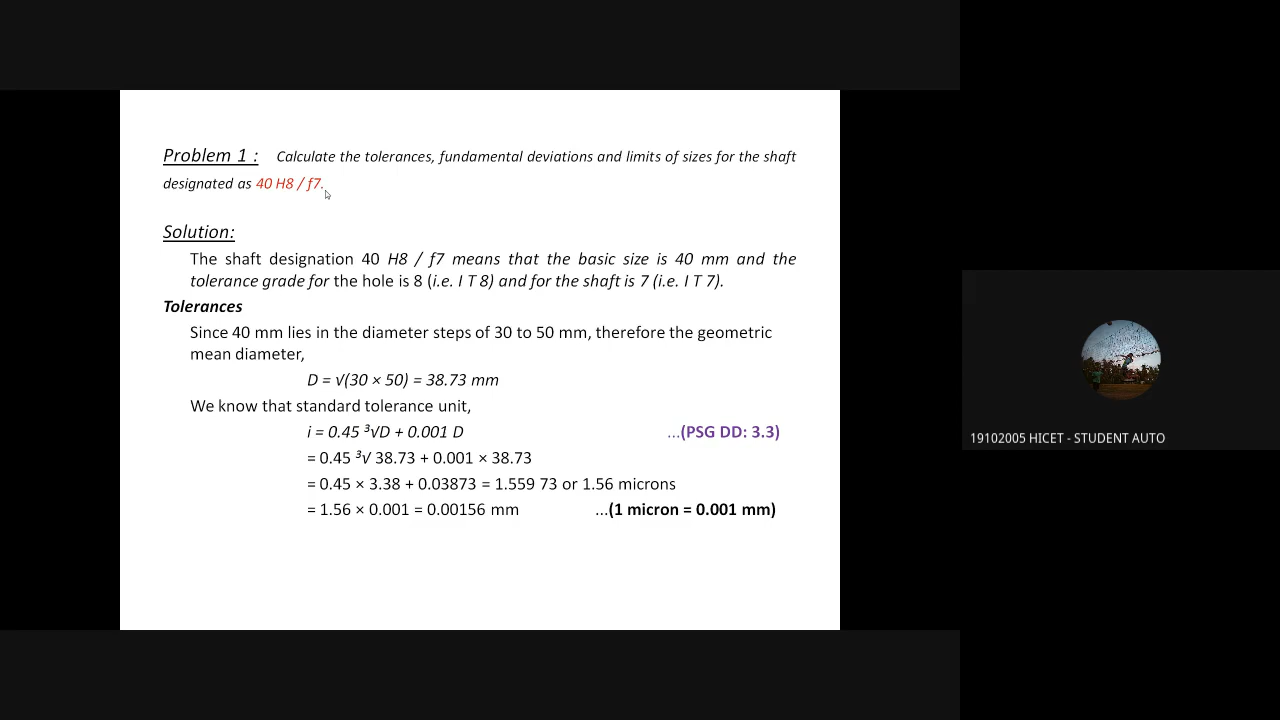 Problem 1 : Calculate the tolerances, fundamental deviations and limits of sizes for the shaft
designated as 40 H8 / f7.
Solution:
The shaft designation 40 H8 / f7 means that the basic size is 40 mm and the
tolerance grade for the hole is 8 (i.e. I T 8) and for the shaft is 7 (i.e. I T 7).
Tolerances
Since 40 mm lies in the diameter steps of 30 to 50 mm, therefore the geometric
mean diameter,
D = √(30 × 50) = 38.73 mm
We know that standard tolerance unit,
i = 0.45 ³√D + 0.001 D ...(PSG DD: 3.3)
= 0.45 ³√ 38.73 + 0.001 × 38.73
= 0.45 × 3.38 + 0.03873 = 1.559 73 or 1.56 microns
= 1.56 × 0.001 = 0.00156 mm ...(1 micron = 0.001 mm)
19102005 HICET - STUDENT AUTO